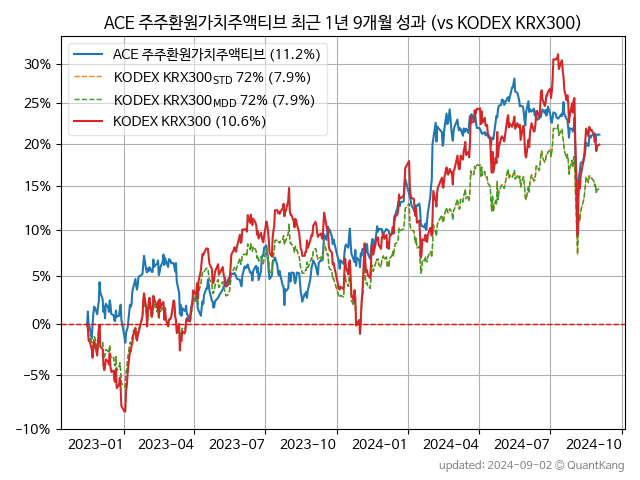 ACE 주주환원가치주액티브 최근 1년 9개월 성과 (vs KODEX KRX300)
ACE 주주환원가치주액티브 (11.2%)
KODEX KRX300STD 72% (7.9%)
KODEX KRX300MDD 72% (7.9%)
KODEX KRX300 (10.6%)
30%
25%
20%
15%
10%
5%
0%
−5%
−10%
2023−01
2023−04
2023−07
2023−10
2024−01
2024−04
2024−07
2024−10
updated: 2024−09−02 © QuantKang